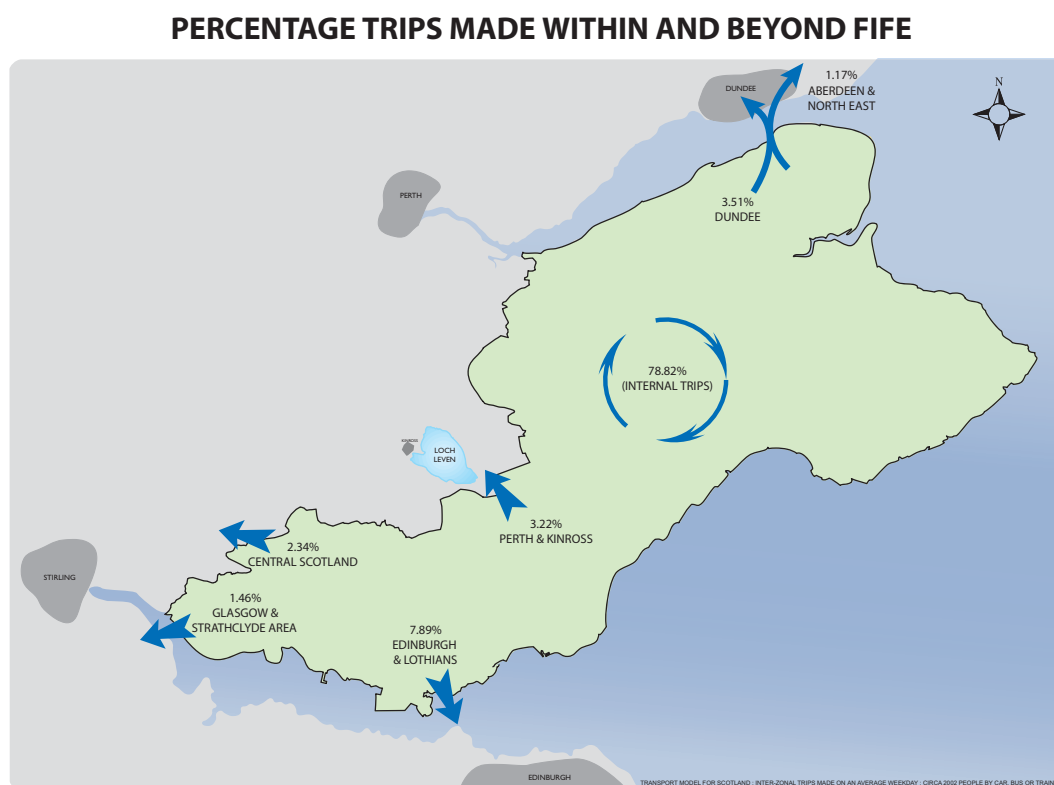 PERCENTAGE TRIPS MADE WITHIN AND BEYOND FIFE
DUNDEE
1.17%
ABERDEEN &
NORTH EAST
N
PERTH
3.51%
DUNDEE
78.82%
(INTERNAL TRIPS)
KINROSS
LOCH
LEVEN
3.22%
PERTH & KINROSS
2.34%
CENTRAL SCOTLAND
STIRLING
1.46%
GLASGOW &
STRATHCLYDE AREA
7.89%
EDINBURGH
& LOTHIANS
EDINBURGH
TRANSPORT MODEL FOR SCOTLAND : INTER-ZONAL TRIPS MADE ON AN AVERAGE WEEKDAY : CIRCA 2002 PEOPLE BY CAR, BUS OR TRAIN